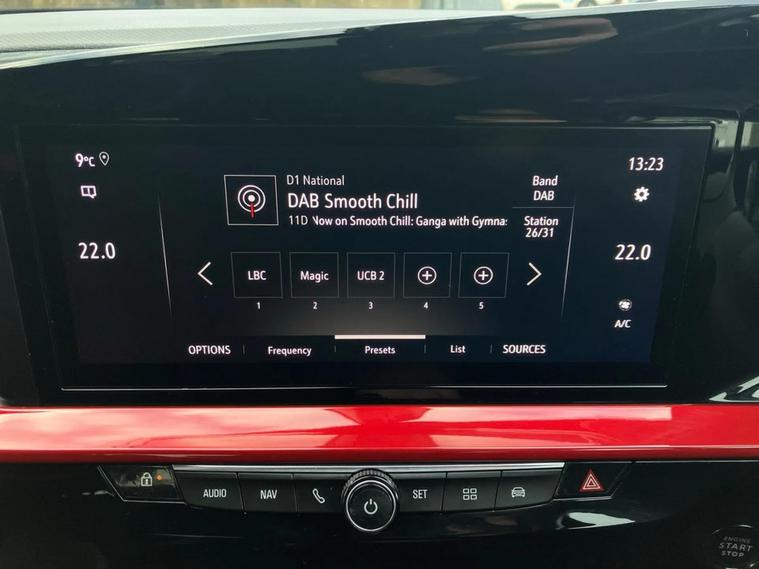 9°C
13:23
D1 National
DAB Smooth Chill
11D Now on Smooth Chill: Ganga with Gymna
Band
DAB
Station
26/31
22.0
22.0
LBC
Magic
UCB 2
1
2
3
4
5
A/C
OPTIONS
Frequency
Presets
List
SOURCES
AUDIO
NAV
SET
ENGINE
START
STOP